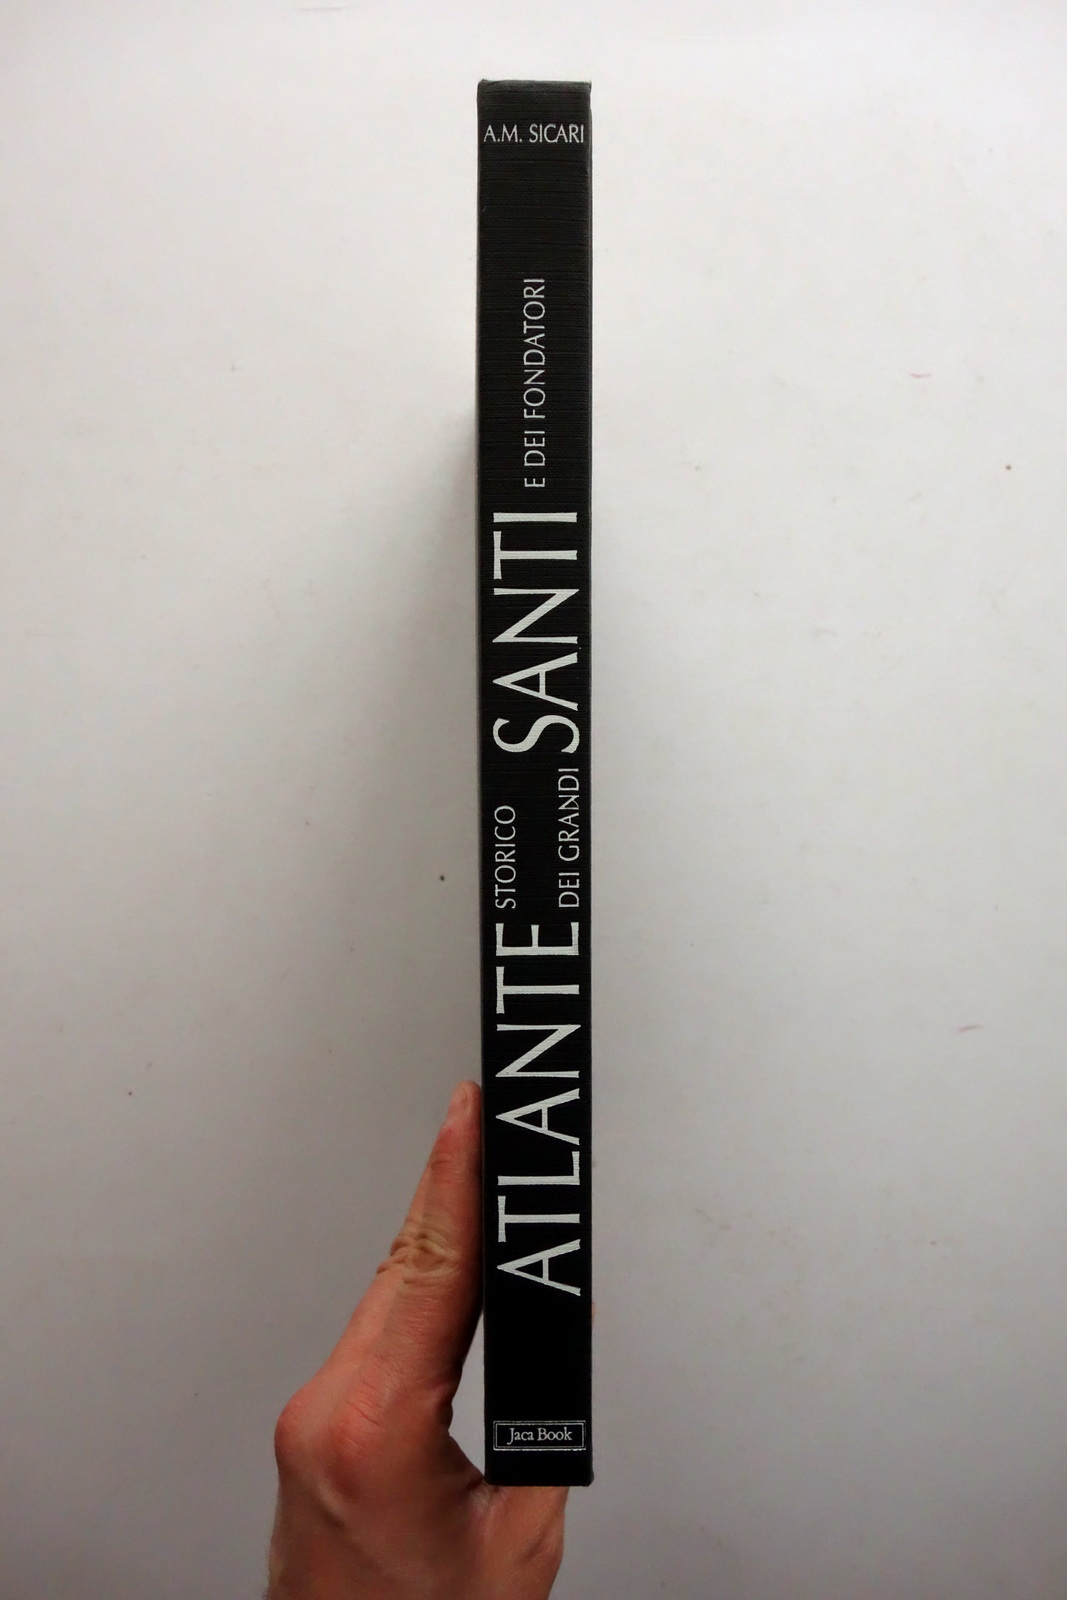 A.M. SICARI
ATLANTE STORICO
DEI GRANDI SANTI E DEI FONDATORI
Jaca Book